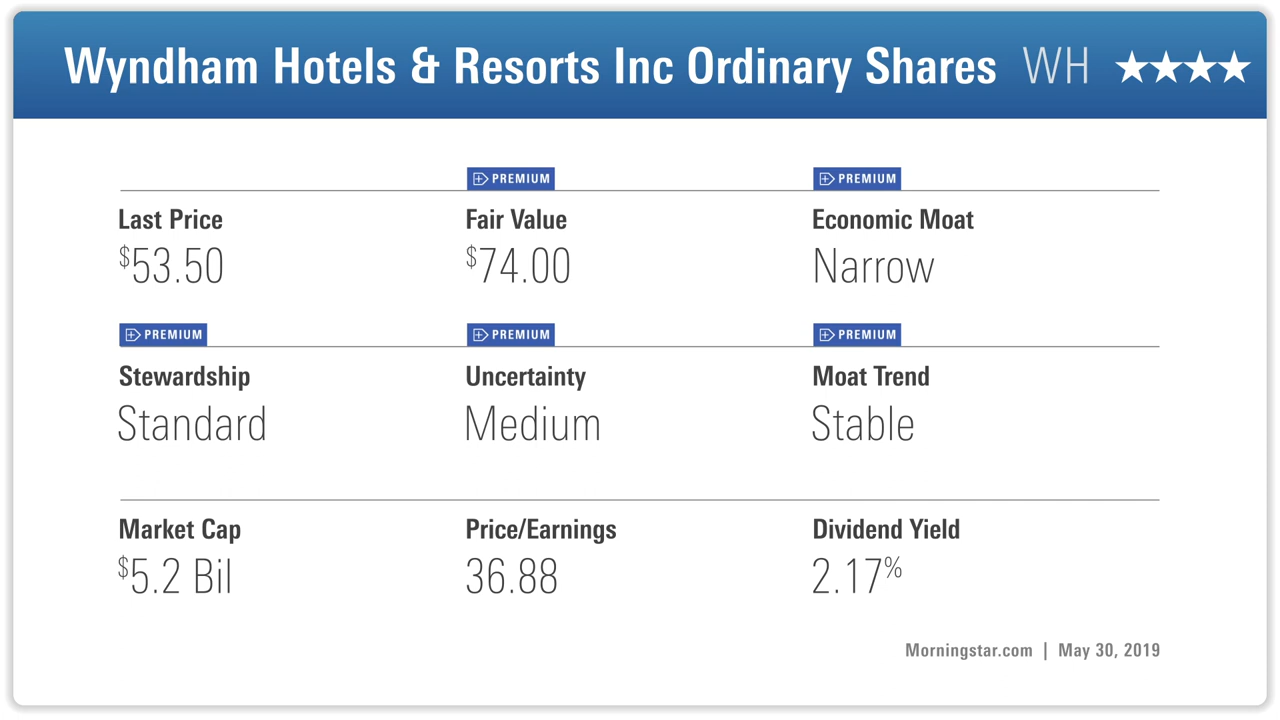 Wyndham Hotels & Resorts Inc Ordinary Shares WH ★★★★
PREMIUM PREMIUM
Last Price Fair Value Economic Moat
$53.50 $74.00 Narrow
PREMIUM PREMIUM PREMIUM
Stewardship Uncertainty Moat Trend
Standard Medium Stable
Market Cap Price/Earnings Dividend Yield
$5.2 Bil 36.88 2.17%
Morningstar.com | May 30, 2019